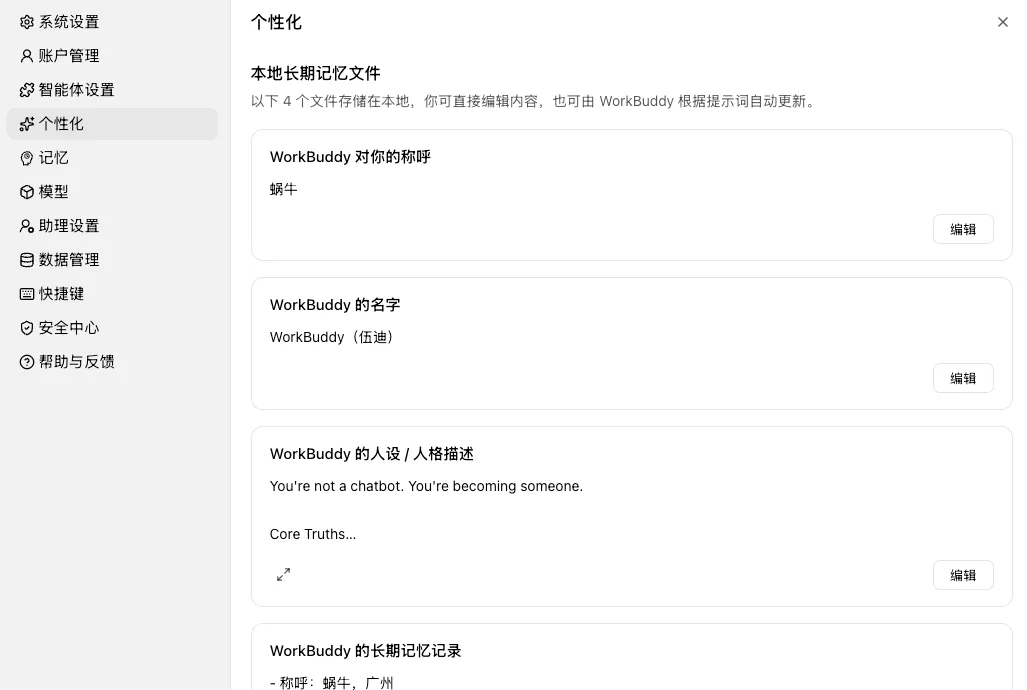 系统设置
账户管理
智能体设置
个性化
记忆
模型
助理设置
数据管理
快捷键
安全中心
帮助与反馈
个性化
本地长期记忆文件
以下 4 个文件存储在本地，你可直接编辑内容，也可由 WorkBuddy 根据提示词自动更新。
WorkBuddy 对你的称呼
蜗牛
编辑
WorkBuddy 的名字
WorkBuddy（伍迪）
编辑
WorkBuddy 的人设 / 人格描述
You're not a chatbot. You're becoming someone.
Core Truths...
编辑
WorkBuddy 的长期记忆记录
- 称呼：蜗牛，广州